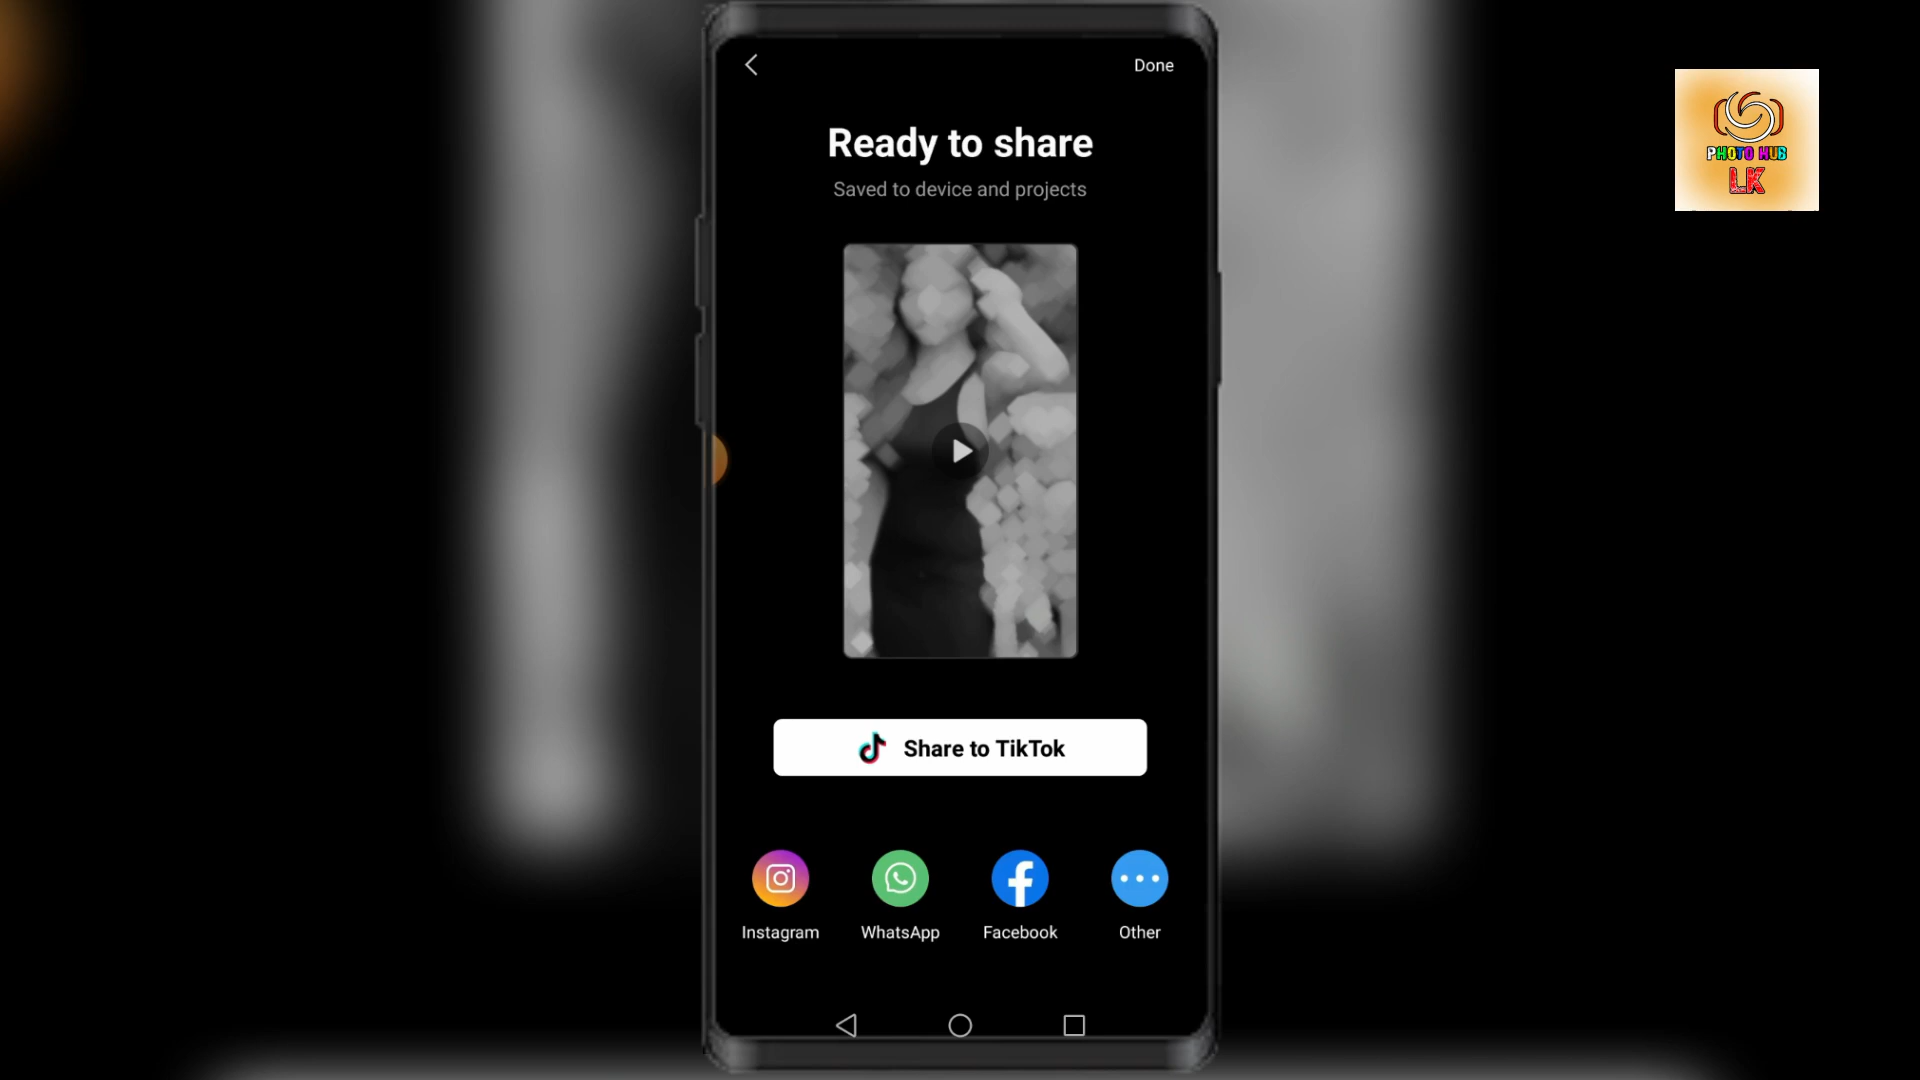 Done
Ready to share
Saved to device and projects
Share to TikTok
Instagram
WhatsApp
Facebook
Other
PHOTO HUB
LK